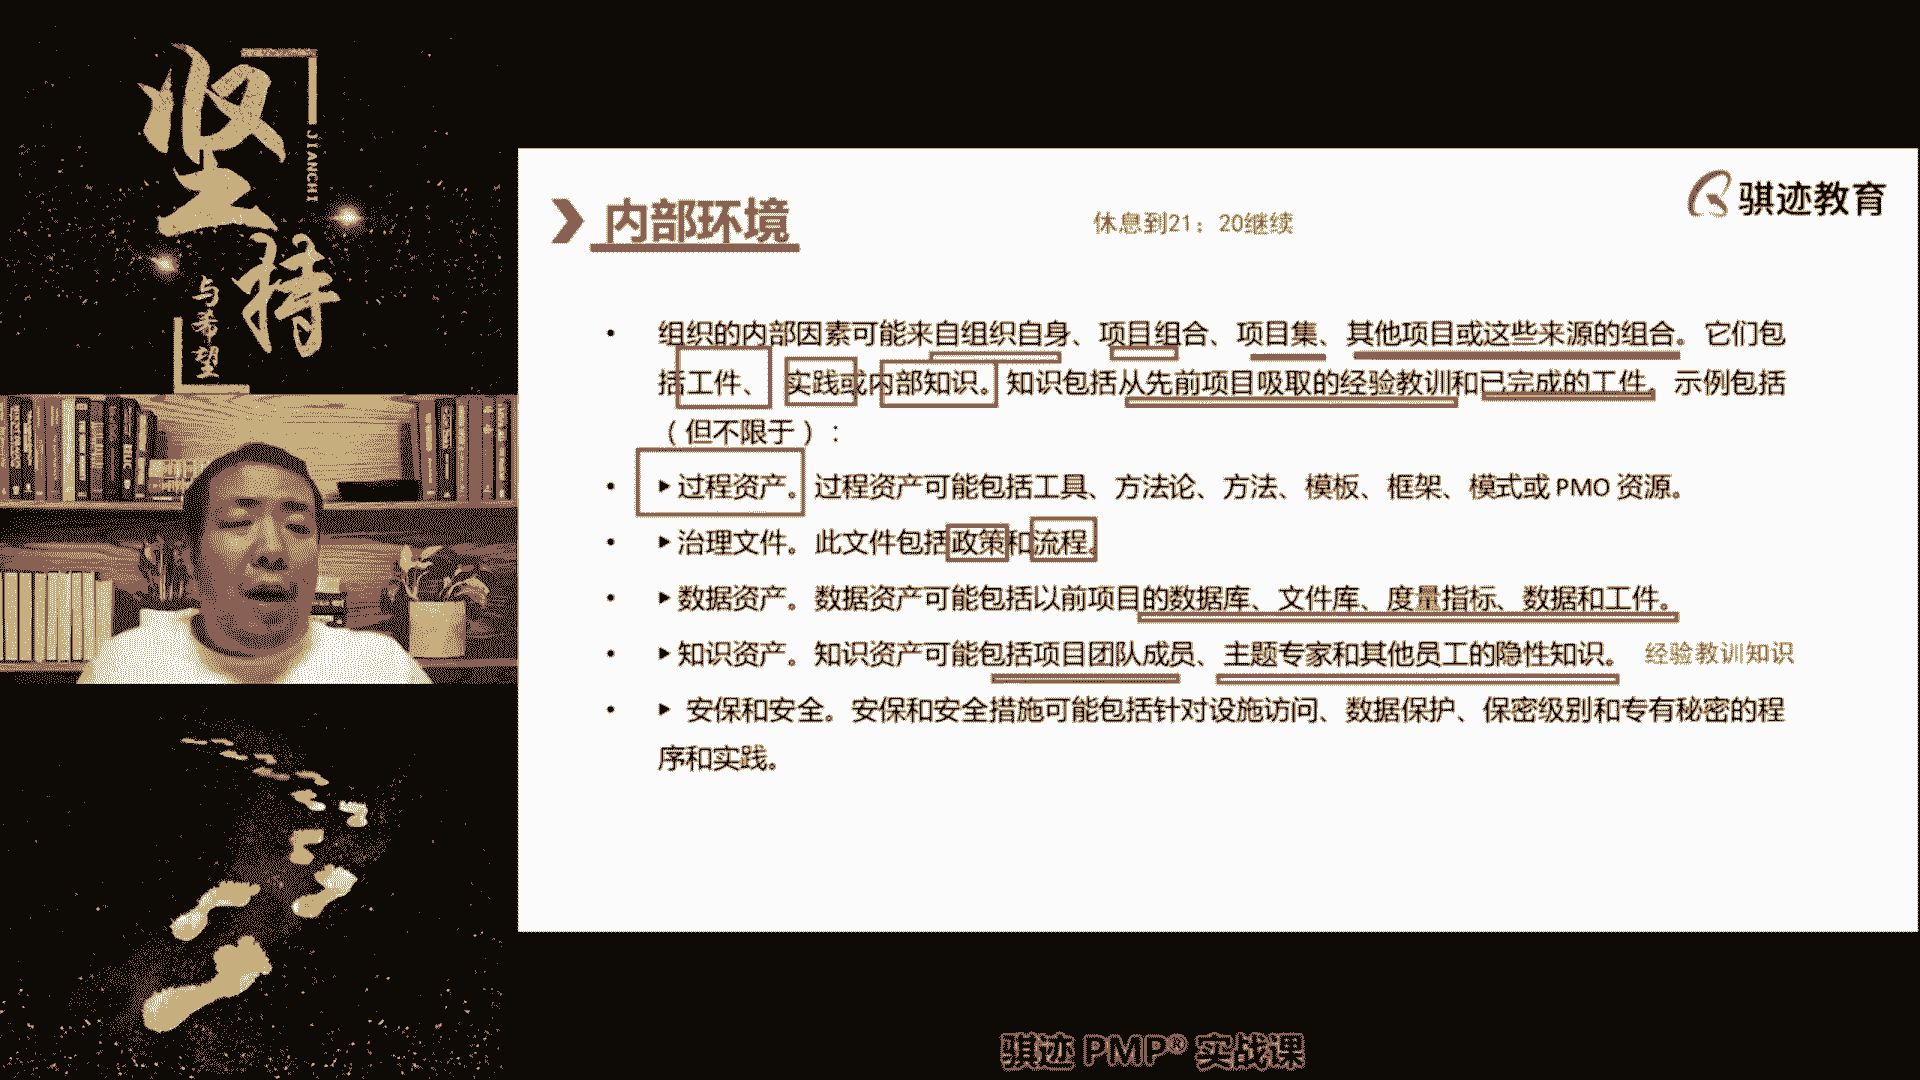 坚持
JIANCHI
与希望
骐迹教育
内部环境
休息到21：20继续
• 组织的内部因素可能来自组织自身、项目组合、项目集、其他项目或这些来源的组合。它们包
括工件、实践或内部知识。知识包括从先前项目吸取的经验教训和已完成的工件。示例包括
（但不限于）：
• ▸过程资产。过程资产可能包括工具、方法论、方法、模板、框架、模式或 PMO 资源。
• ▸治理文件。此文件包括政策和流程。
• ▸数据资产。数据资产可能包括以前项目的数据库、文件库、度量指标、数据和工件。
• ▸知识资产。知识资产可能包括项目团队成员、主题专家和其他员工的隐性知识。 经验教训知识
• ▸ 安保和安全。安保和安全措施可能包括针对设施访问、数据保护、保密级别和专有秘密的程
序和实践。
骐迹 PMP® 实战课